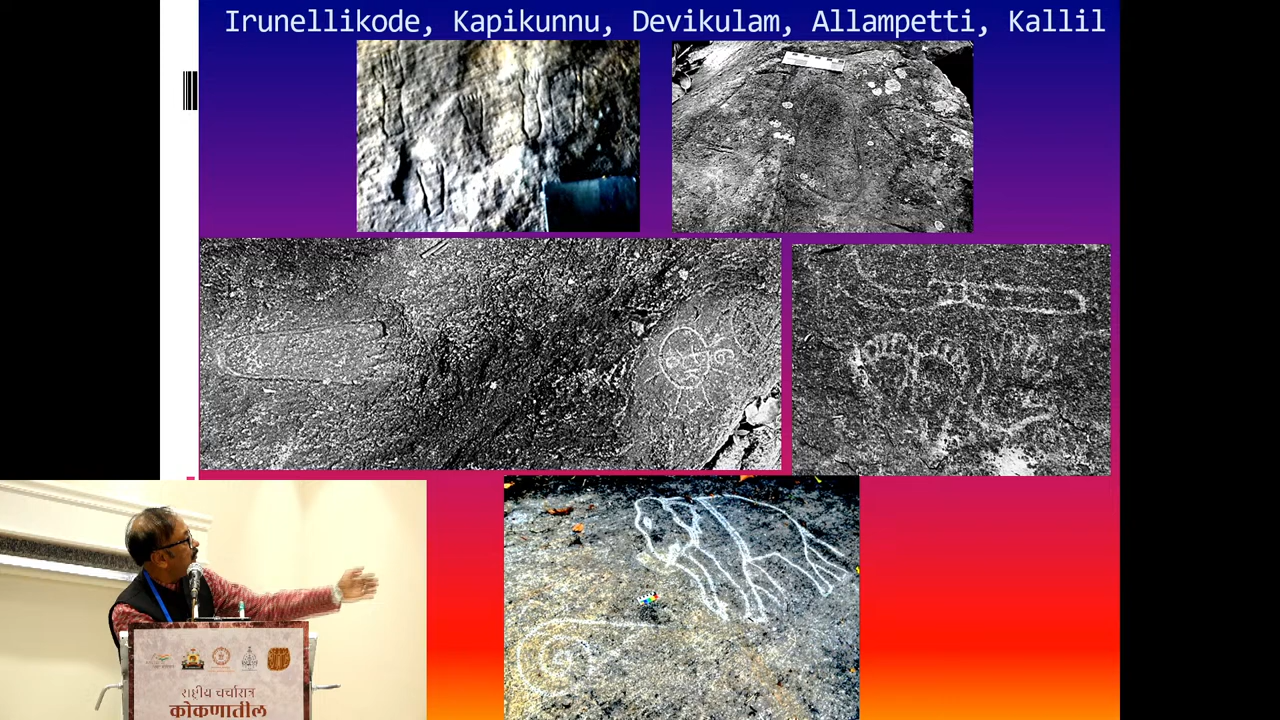 Irunellikode, Kapikunnu, Devikulam, Allampetti, Kallil
राष्ट्रीय चर्चासत्र
कोकणातील